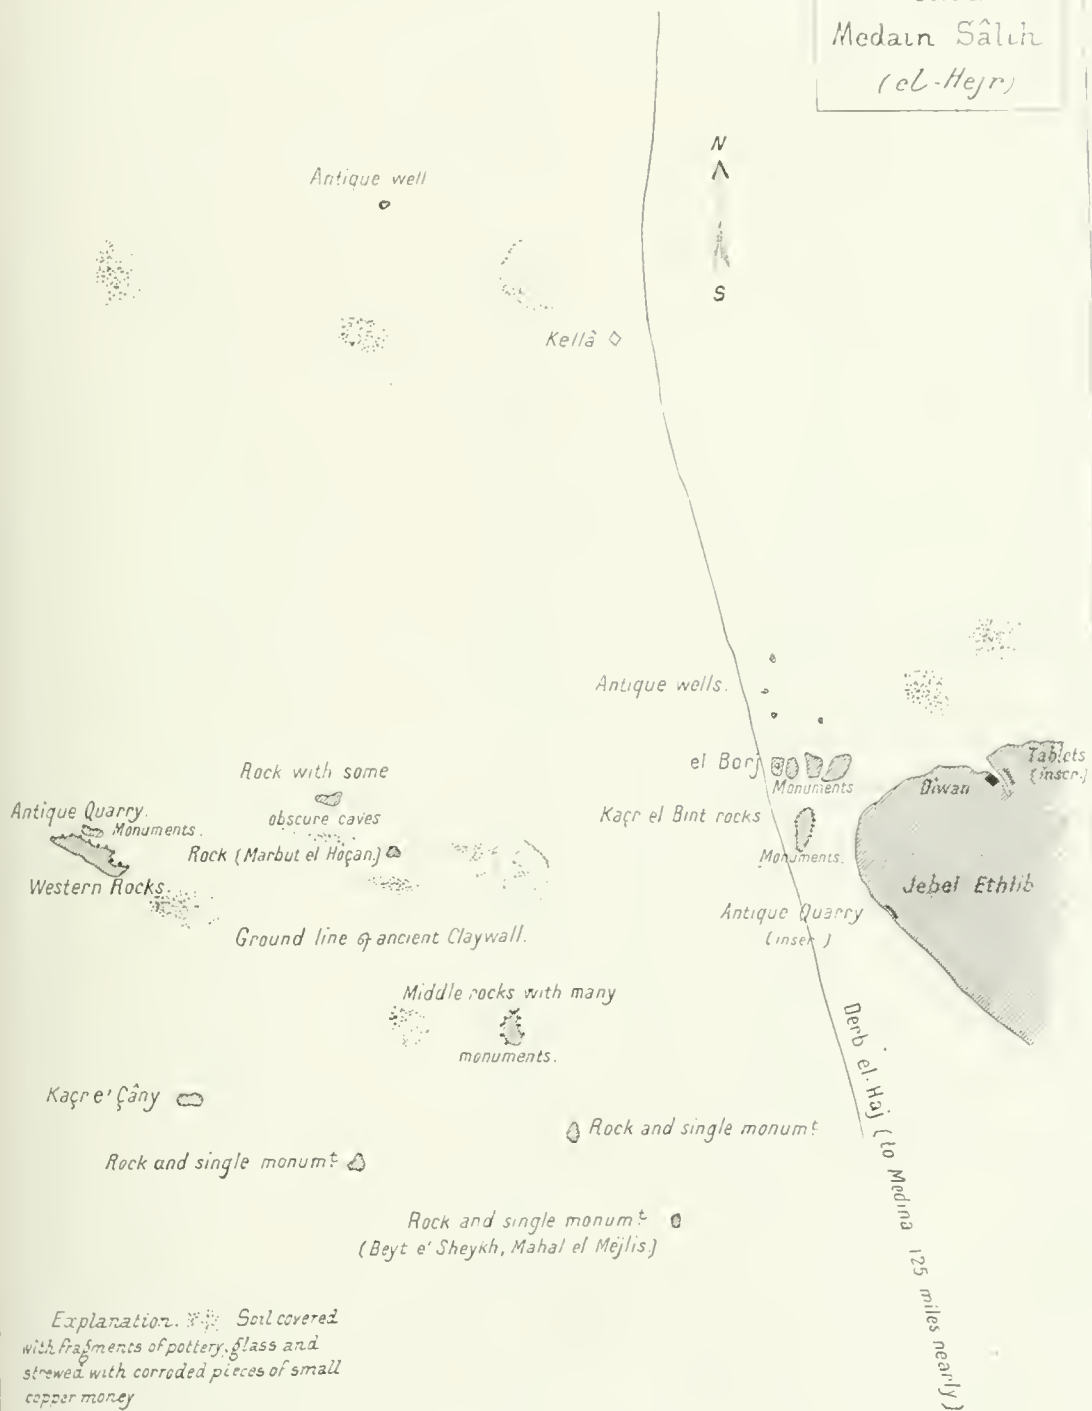 Medain Sâlih
(el-Hejr)
N
Antique well
S
Kellâ
Antique wells.
el Borj
Monuments
Tablets
(inscr.)
Diwan
Rock with some
obscure caves
Kaçr el Bint rocks
Monuments.
Antique Quarry.
Monuments.
Rock (Marbut el Hoçan.)
Western Rocks.
Jebel Ethlib
Antique Quarry
(inscr.)
Ground line of ancient Claywall.
Middle rocks with many
monuments.
Kaçr e' Çâny
Rock and single monumt.
Rock and single monumt.
Rock and single monumt.
(Beyt e' Sheykh, Mahal el Mejlis.)
Derb el-Haj (to Medina 125 miles nearly)
Explanation. Soil covered
with fragments of pottery, glass and
strewed with corroded pieces of small
copper money